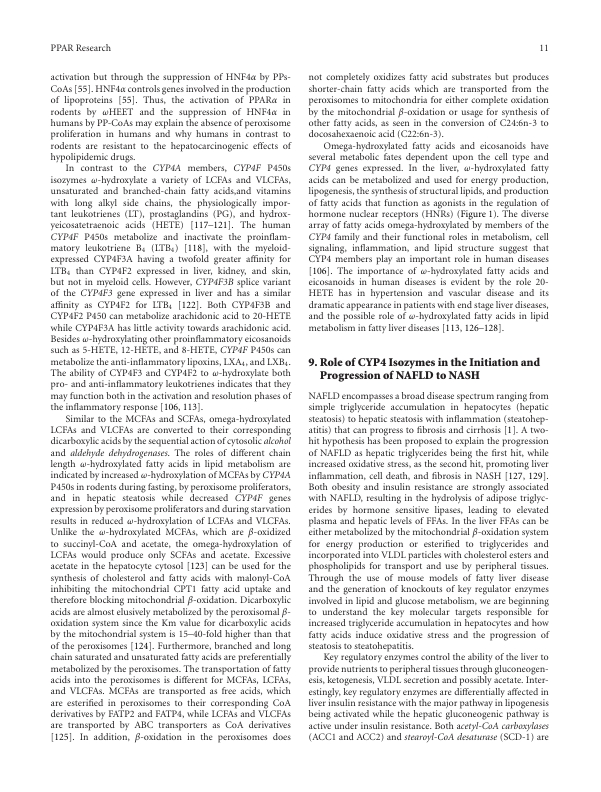 PPAR Research
11
activation but through the suppression of HNF4α by PPs-
CoAs [55]. HNF4α controls genes involved in the production
of lipoproteins [55]. Thus, the activation of PPARα in
rodents by ωHEET and the suppression of HNF4α in
humans by PP-CoAs may explain the absence of peroxisome
proliferation in humans and why humans in contrast to
rodents are resistant to the hepatocarcinogenic effects of
hypolipidemic drugs.
In contrast to the CYP4A members, CYP4F P450s
isozymes ω-hydroxylate a variety of LCFAs and VLCFAs,
unsaturated and branched-chain fatty acids,and vitamins
with long alkyl side chains, the physiologically impor-
tant leukotrienes (LT), prostaglandins (PG), and hydrox-
yeicosatetraenoic acids (HETE) [117–121]. The human
CYP4F P450s metabolize and inactivate the proinflam-
matory leukotriene B₄ (LTB₄) [118], with the myeloid-
expressed CYP4F3A having a twofold greater affinity for
LTB₄ than CYP4F2 expressed in liver, kidney, and skin,
but not in myeloid cells. However, CYP4F3B splice variant
of the CYP4F3 gene expressed in liver and has a similar
affinity as CYP4F2 for LTB₄ [122]. Both CYP4F3B and
CYP4F2 P450 can metabolize arachidonic acid to 20-HETE
while CYP4F3A has little activity towards arachidonic acid.
Besides ω-hydroxylating other proinflammatory eicosanoids
such as 5-HETE, 12-HETE, and 8-HETE, CYP4F P450s can
metabolize the anti-inflammatory lipoxins, LXA₄, and LXB₄.
The ability of CYP4F3 and CYP4F2 to ω-hydroxylate both
pro- and anti-inflammatory leukotrienes indicates that they
may function both in the activation and resolution phases of
the inflammatory response [106, 113].
Similar to the MCFAs and SCFAs, omega-hydroxylated
LCFAs and VLCFAs are converted to their corresponding
dicarboxylic acids by the sequential action of cytosolic alcohol
and aldehyde dehydrogenases. The roles of different chain
length ω-hydroxylated fatty acids in lipid metabolism are
indicated by increased ω-hydroxylation of MCFAs by CYP4A
P450s in rodents during fasting, by peroxisome proliferators,
and in hepatic steatosis while decreased CYP4F genes
expression by peroxisome proliferators and during starvation
results in reduced ω-hydroxylation of LCFAs and VLCFAs.
Unlike the ω-hydroxylated MCFAs, which are β-oxidized
to succinyl-CoA and acetate, the omega-hydroxylation of
LCFAs would produce only SCFAs and acetate. Excessive
acetate in the hepatocyte cytosol [123] can be used for the
synthesis of cholesterol and fatty acids with malonyl-CoA
inhibiting the mitochondrial CPT1 fatty acid uptake and
therefore blocking mitochondrial β-oxidation. Dicarboxylic
acids are almost elusively metabolized by the peroxisomal β-
oxidation system since the Km value for dicarboxylic acids
by the mitochondrial system is 15–40-fold higher than that
of the peroxisomes [124]. Furthermore, branched and long
chain saturated and unsaturated fatty acids are preferentially
metabolized by the peroxisomes. The transportation of fatty
acids into the peroxisomes is different for MCFAs, LCFAs,
and VLCFAs. MCFAs are transported as free acids, which
are esterified in peroxisomes to their corresponding CoA
derivatives by FATP2 and FATP4, while LCFAs and VLCFAs
are transported by ABC transporters as CoA derivatives
[125]. In addition, β-oxidation in the peroxisomes does
not completely oxidizes fatty acid substrates but produces
shorter-chain fatty acids which are transported from the
peroxisomes to mitochondria for either complete oxidation
by the mitochondrial β-oxidation or usage for synthesis of
other fatty acids, as seen in the conversion of C24:6n-3 to
docosahexaenoic acid (C22:6n-3).
Omega-hydroxylated fatty acids and eicosanoids have
several metabolic fates dependent upon the cell type and
CYP4 genes expressed. In the liver, ω-hydroxylated fatty
acids can be metabolized and used for energy production,
lipogenesis, the synthesis of structural lipids, and production
of fatty acids that function as agonists in the regulation of
hormone nuclear receptors (HNRs) (Figure 1). The diverse
array of fatty acids omega-hydroxylated by members of the
CYP4 family and their functional roles in metabolism, cell
signaling, inflammation, and lipid structure suggest that
CYP4 members play an important role in human diseases
[106]. The importance of ω-hydroxylated fatty acids and
eicosanoids in human diseases is evident by the role 20-
HETE has in hypertension and vascular disease and its
dramatic appearance in patients with end stage liver diseases,
and the possible role of ω-hydroxylated fatty acids in lipid
metabolism in fatty liver diseases [113, 126–128].
9. Role of CYP4 Isozymes in the Initiation and
Progression of NAFLD to NASH
NAFLD encompasses a broad disease spectrum ranging from
simple triglyceride accumulation in hepatocytes (hepatic
steatosis) to hepatic steatosis with inflammation (steatohep-
atitis) that can progress to fibrosis and cirrhosis [1]. A two-
hit hypothesis has been proposed to explain the progression
of NAFLD as hepatic triglycerides being the first hit, while
increased oxidative stress, as the second hit, promoting liver
inflammation, cell death, and fibrosis in NASH [127, 129].
Both obesity and insulin resistance are strongly associated
with NAFLD, resulting in the hydrolysis of adipose triglyc-
erides by hormone sensitive lipases, leading to elevated
plasma and hepatic levels of FFAs. In the liver FFAs can be
either metabolized by the mitochondrial β-oxidation system
for energy production or esterified to triglycerides and
incorporated into VLDL particles with cholesterol esters and
phospholipids for transport and use by peripheral tissues.
Through the use of mouse models of fatty liver disease
and the generation of knockouts of key regulator enzymes
involved in lipid and glucose metabolism, we are beginning
to understand the key molecular targets responsible for
increased triglyceride accumulation in hepatocytes and how
fatty acids induce oxidative stress and the progression of
steatosis to steatohepatitis.
Key regulatory enzymes control the ability of the liver to
provide nutrients to peripheral tissues through gluconeogen-
esis, ketogenesis, VLDL secretion and possibly acetate. Inter-
estingly, key regulatory enzymes are differentially affected in
liver insulin resistance with the major pathway in lipogenesis
being activated while the hepatic gluconeogenic pathway is
active under insulin resistance. Both acetyl-CoA carboxylases
(ACC1 and ACC2) and stearoyl-CoA desaturase (SCD-1) are